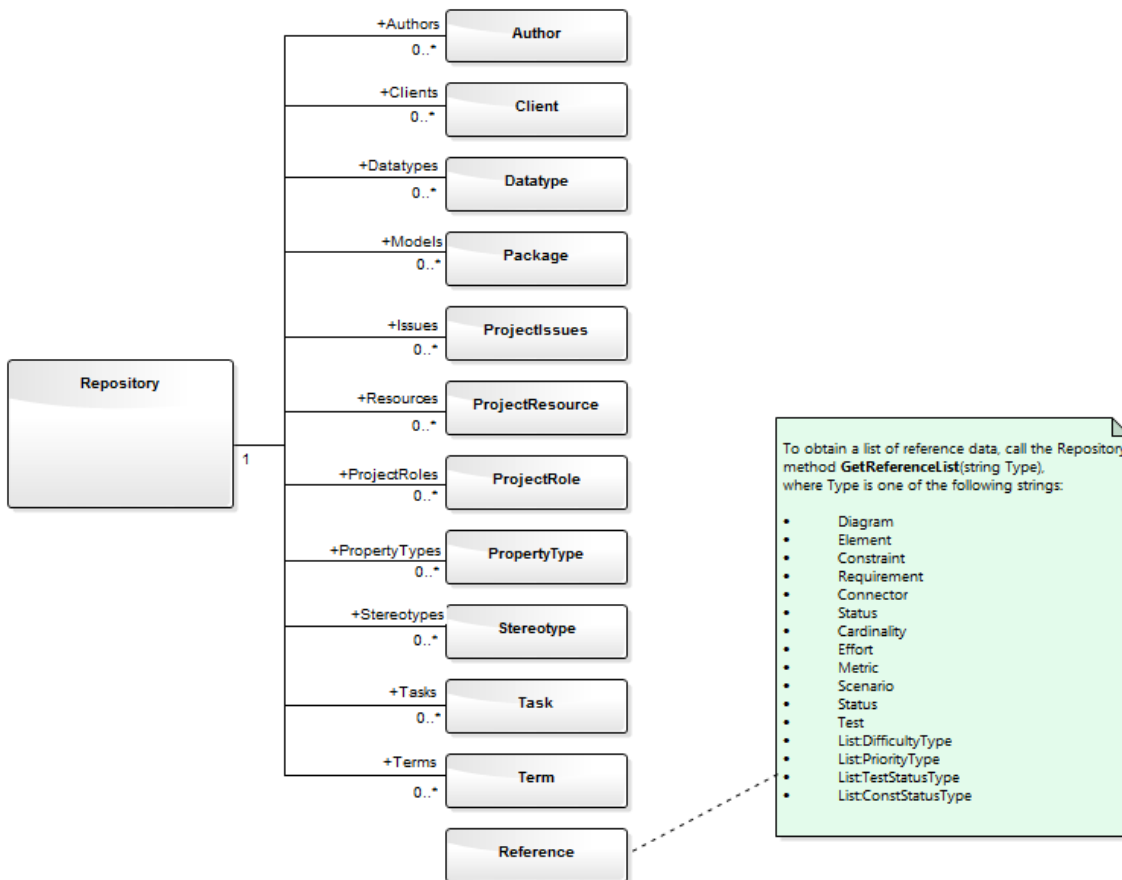 +Authors
0..*
Author
+Clients
0..*
Client
+Datatypes
0..*
Datatype
+Models
0..*
Package
+Issues
0..*
ProjectIssues
Repository
1
+Resources
0..*
ProjectResource
+ProjectRoles
0..*
ProjectRole
+PropertyTypes
0..*
PropertyType
+Stereotypes
0..*
Stereotype
+Tasks
0..*
Task
+Terms
0..*
Term
Reference
To obtain a list of reference data, call the Repository
method GetReferenceList(string Type),
where Type is one of the following strings:
• Diagram
• Element
• Constraint
• Requirement
• Connector
• Status
• Cardinality
• Effort
• Metric
• Scenario
• Status
• Test
• List:DifficultyType
• List:PriorityType
• List:TestStatusType
• List:ConstStatusType